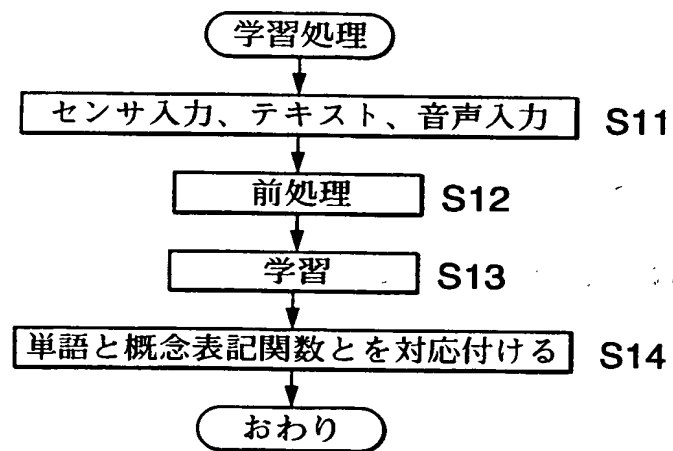 学習処理
センサ入力、テキスト、音声入力 S11
前処理 S12
学習 S13
単語と概念表記関数とを対応付ける S14
おわり